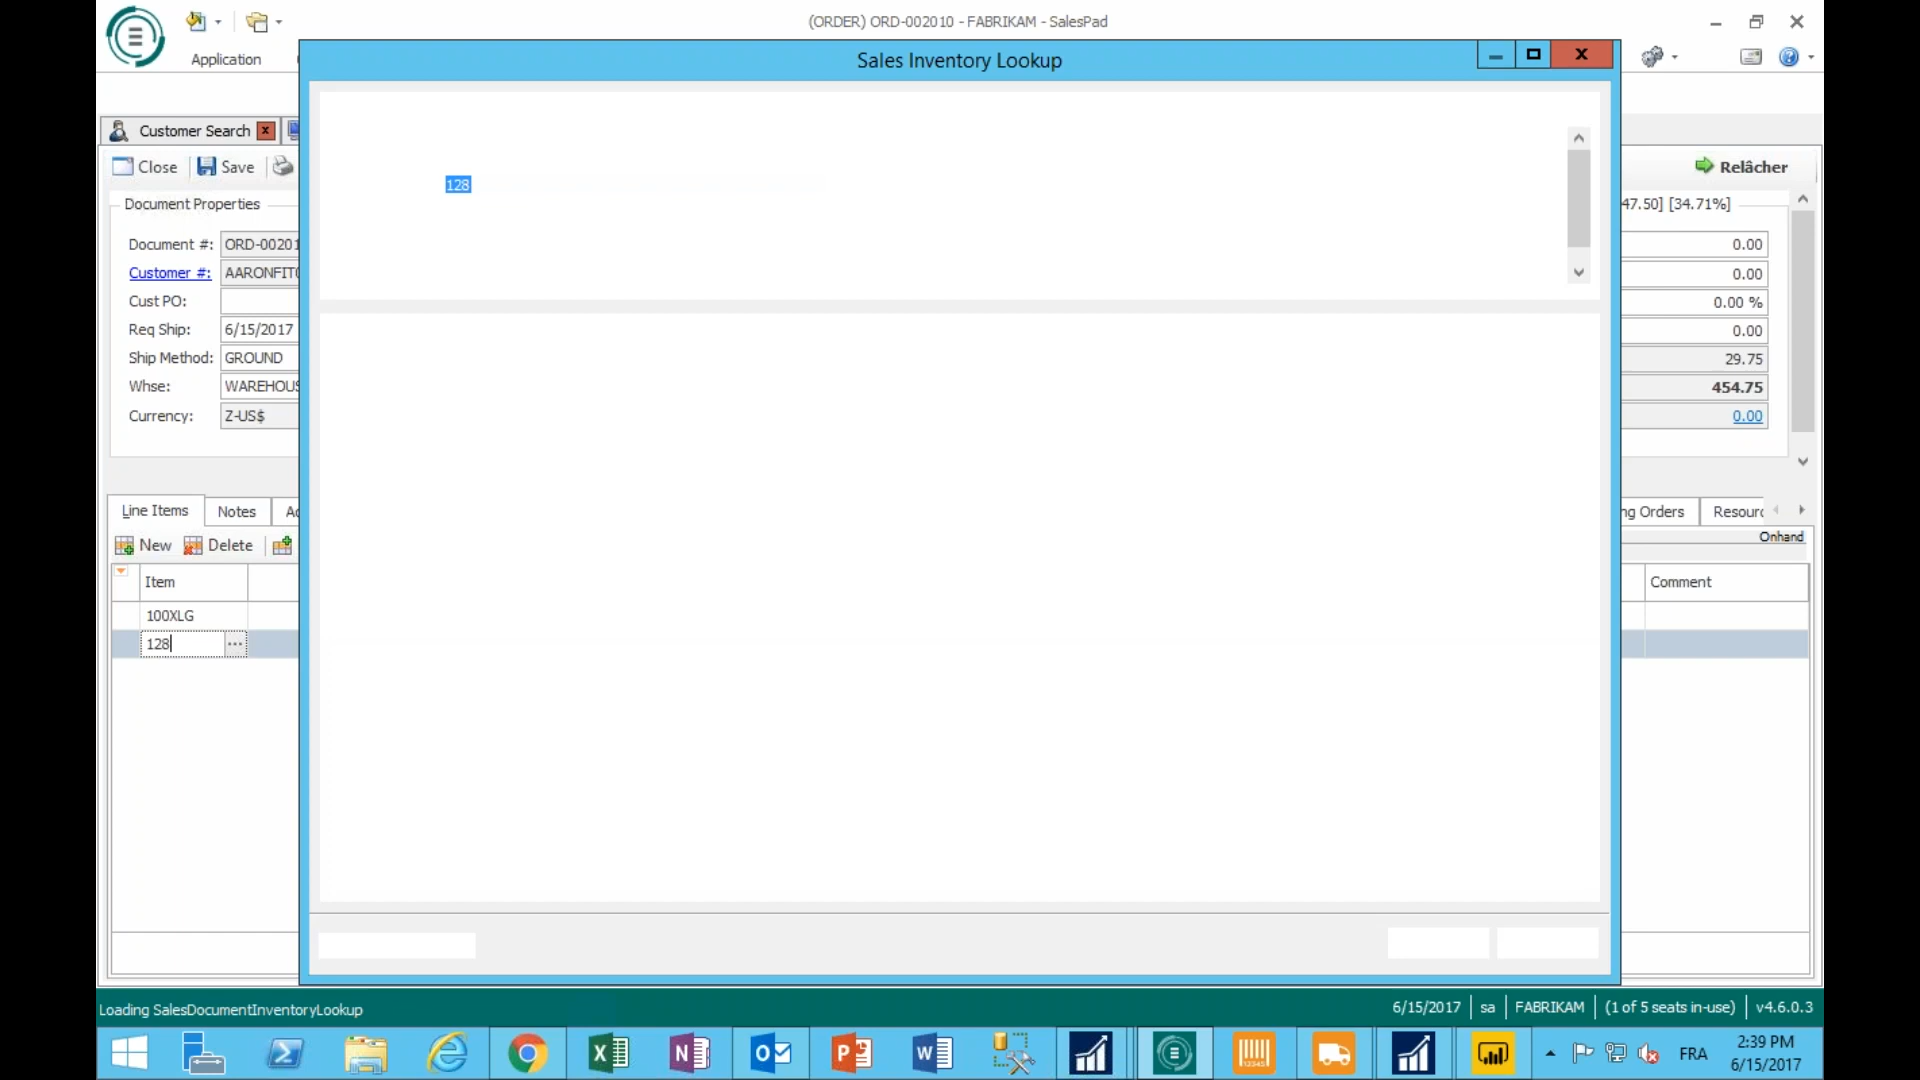 (ORDER) ORD-002010 - FABRIKAM - SalesPad
Application
Sales Inventory Lookup
Customer Search
Close
Save
Relâcher
128
Document Properties
47.50] [34.71%]
Document #:
ORD-00201
0.00
Customer #:
AARONFIT
0.00
Cust PO:
0.00 %
Req Ship:
6/15/2017
0.00
Ship Method:
GROUND
29.75
Whse:
WAREHOUS
454.75
Currency:
Z-US$
0.00
Line Items
Notes
ng Orders
Resourc
New
Delete
Onhand
Item
Comment
100XLG
128
Loading SalesDocumentInventoryLookup
6/15/2017
sa
FABRIKAM
(1 of 5 seats in-use)
v4.6.0.3
FRA
2:39 PM
6/15/2017